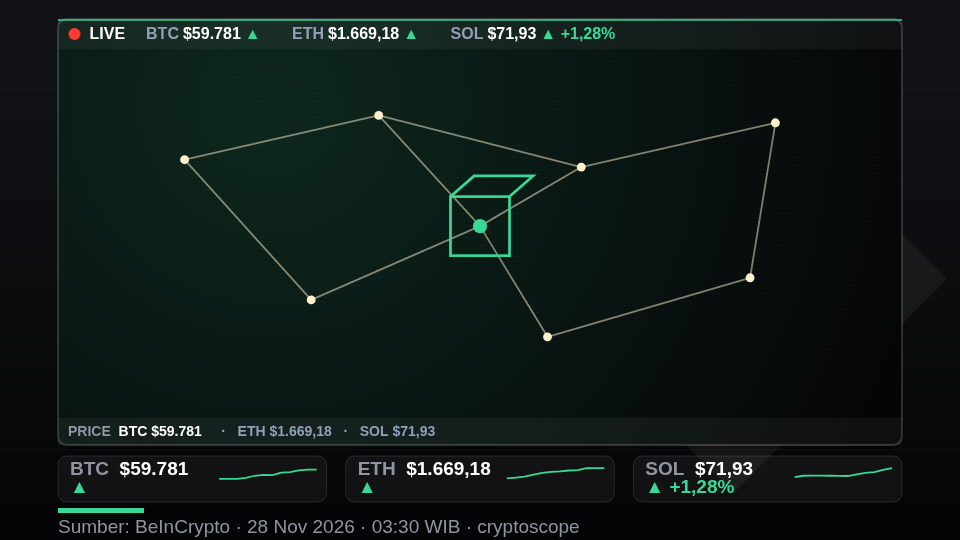 LIVE BTC $59.781 ▲ ETH $1.669,18 ▲ SOL $71,93 ▲ +1,28%
PRICE BTC $59.781 · ETH $1.669,18 · SOL $71,93
BTC $59.781
▲
ETH $1.669,18
▲
SOL $71,93
▲ +1,28%
Sumber: BeInCrypto · 28 Nov 2026 · 03:30 WIB · cryptoscope